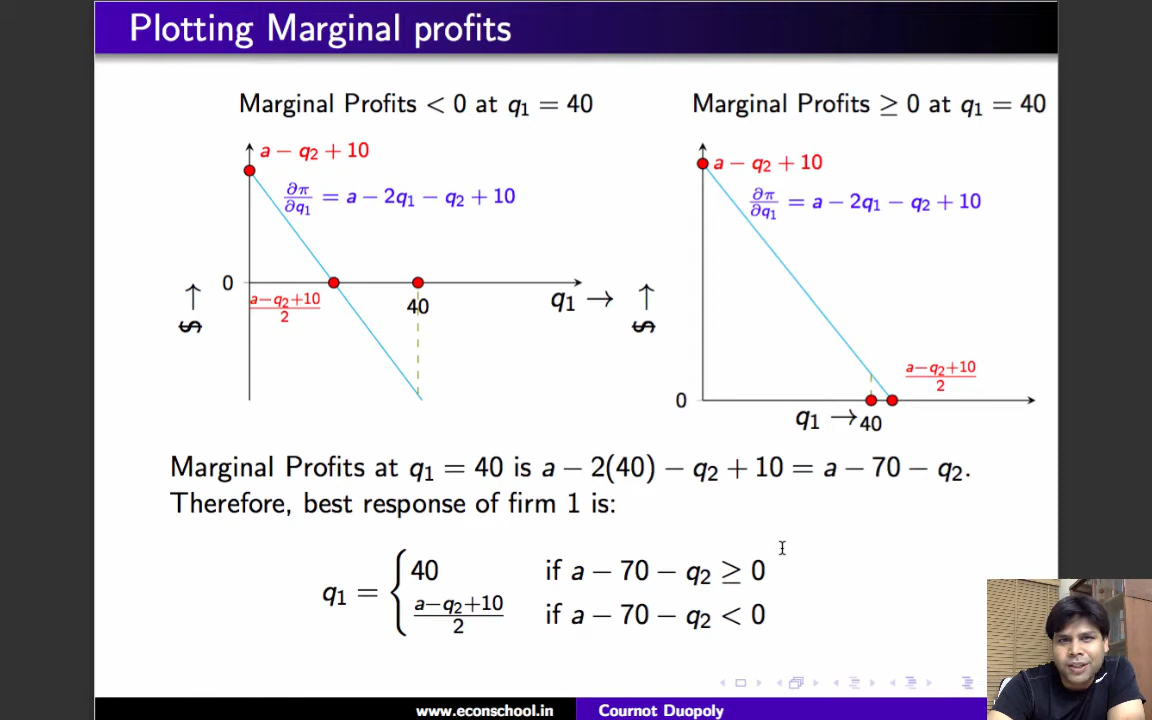 Plotting Marginal profits
Marginal Profits < 0 at q₁ = 40
a − q₂ + 10
∂π/∂q₁ = a − 2q₁ − q₂ + 10
0
(a−q₂+10)/2
40
q₁ →
$ →
Marginal Profits ≥ 0 at q₁ = 40
a − q₂ + 10
∂π/∂q₁ = a − 2q₁ − q₂ + 10
(a−q₂+10)/2
0
q₁ →
40
$ →
Marginal Profits at q₁ = 40 is a − 2(40) − q₂ + 10 = a − 70 − q₂.
Therefore, best response of firm 1 is:
q₁ = { 40 if a − 70 − q₂ ≥ 0
(a−q₂+10)/2 if a − 70 − q₂ < 0
www.econschool.in Cournot Duopoly